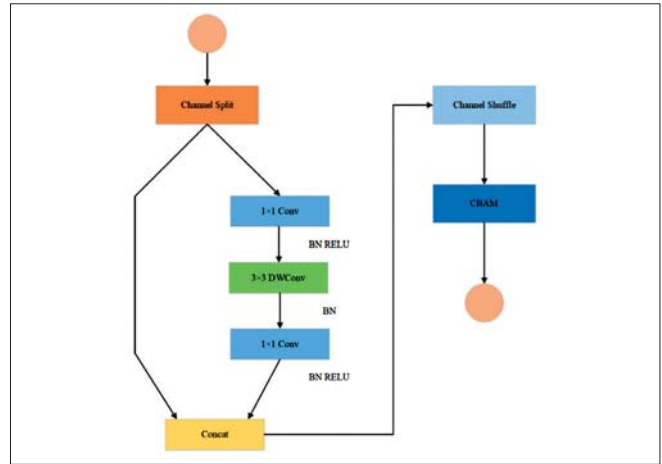 Channel Split
1×1 Conv
BN RELU
3×3 DWConv
BN
1×1 Conv
BN RELU
Concat
Channel Shuffle
CBAM